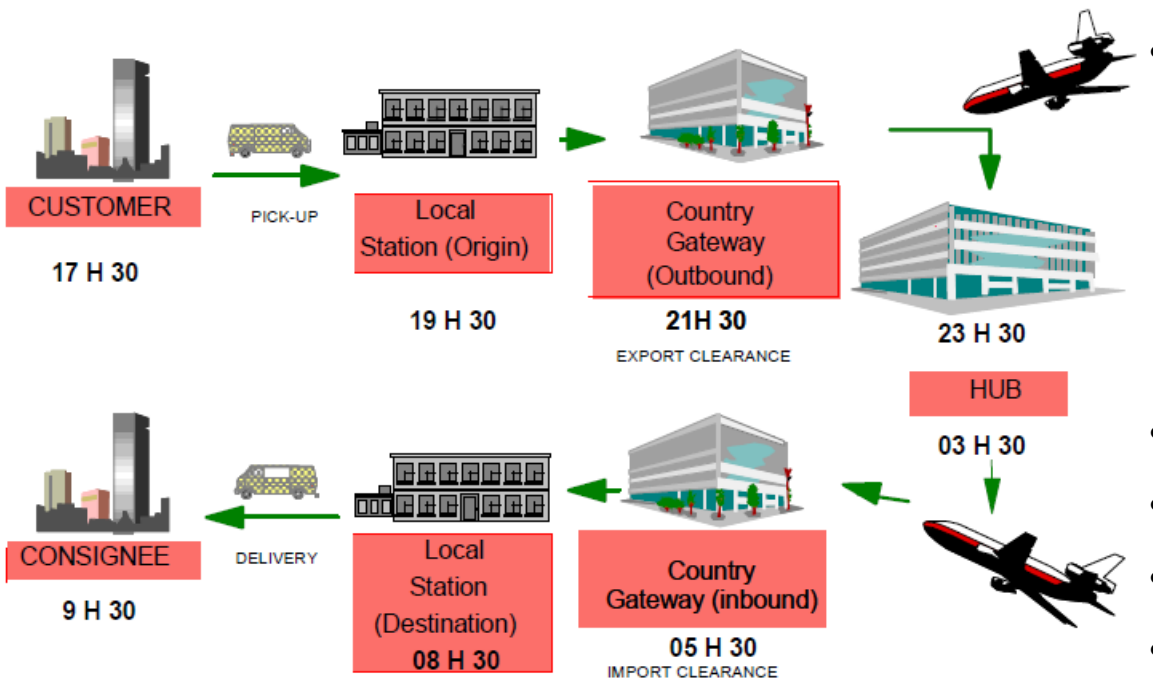 CUSTOMER
17 H 30
PICK-UP
Local
Station (Origin)
19 H 30
Country
Gateway
(Outbound)
21H 30
EXPORT CLEARANCE
23 H 30
HUB
03 H 30
Country
Gateway (inbound)
05 H 30
IMPORT CLEARANCE
Local
Station
(Destination)
08 H 30
DELIVERY
CONSIGNEE
9 H 30